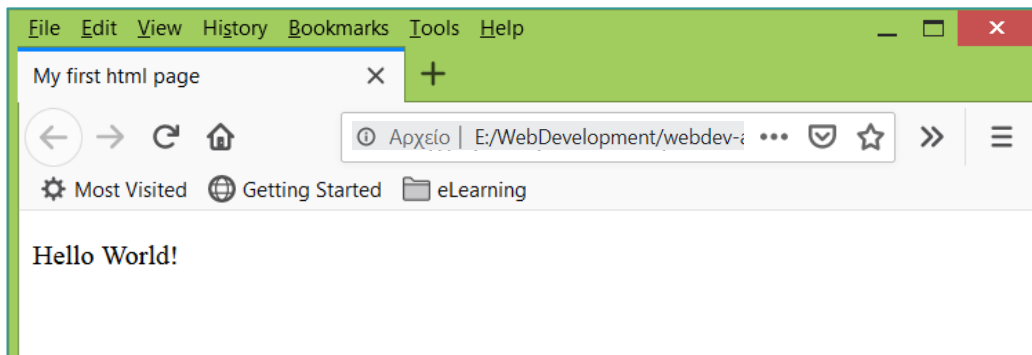 File Edit View History Bookmarks Tools Help
My first html page
Αρχείο | E:/WebDevelopment/webdev-
Most Visited Getting Started eLearning
Hello World!